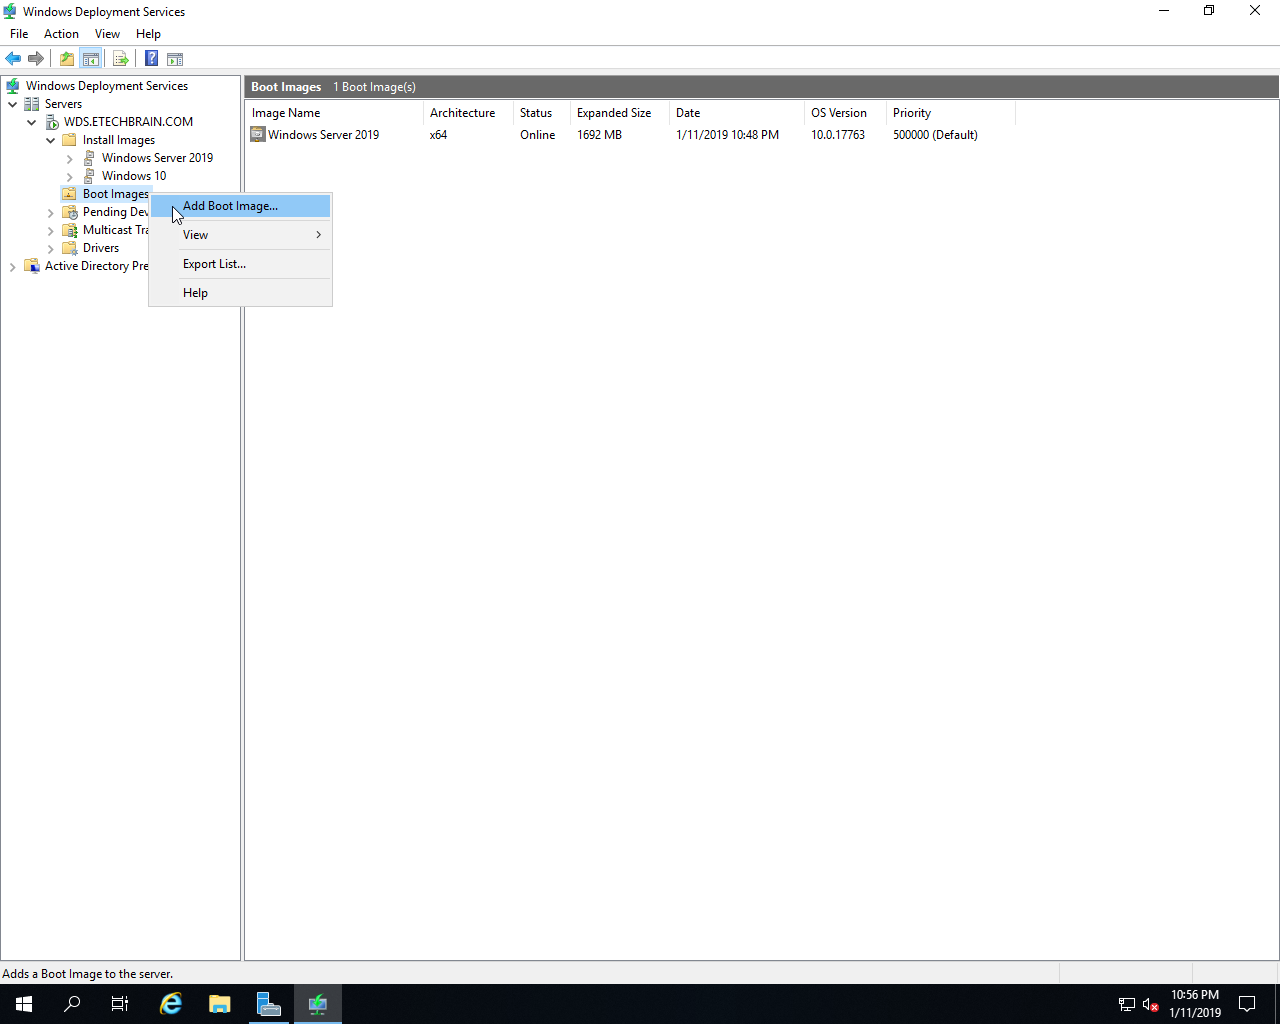 Windows Deployment Services
File Action View Help
Windows Deployment Services
Servers
WDS.ETECHBRAIN.COM
Install Images
Windows Server 2019
Windows 10
Boot Images
Pending Dev
Multicast Tra
Drivers
Active Directory Pre
Add Boot Image...
View
Export List...
Help
Boot Images 1 Boot Image(s)
Image Name Architecture Status Expanded Size Date OS Version Priority
Windows Server 2019 x64 Online 1692 MB 1/11/2019 10:48 PM 10.0.17763 500000 (Default)
Adds a Boot Image to the server.
10:56 PM
1/11/2019